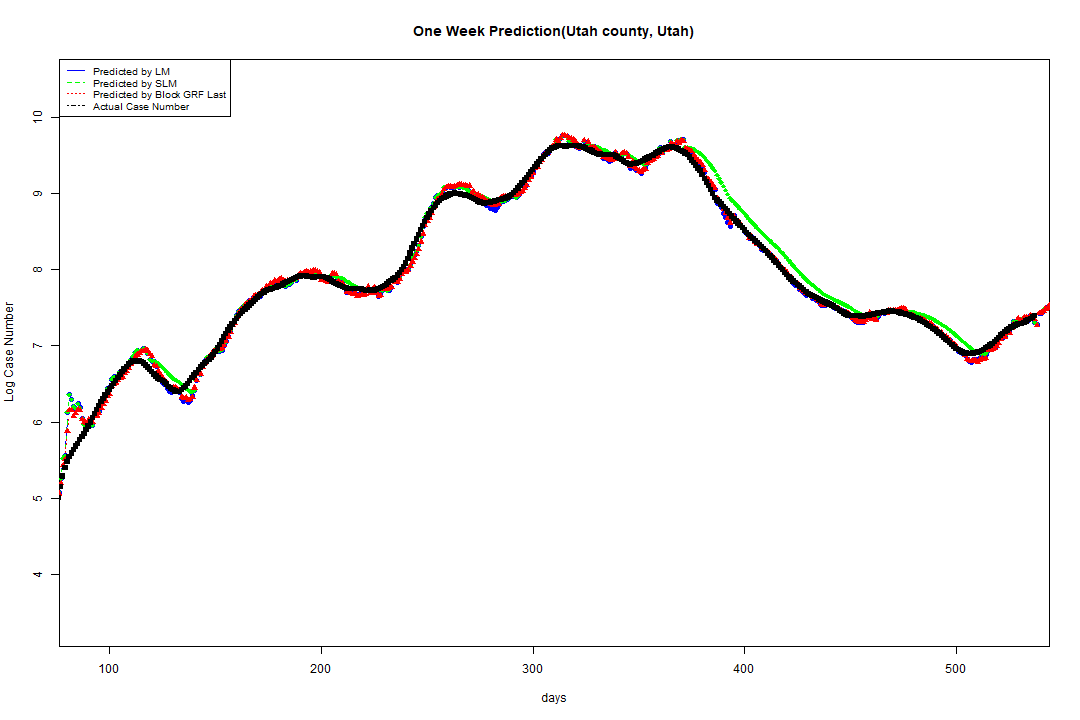 One Week Prediction(Utah county, Utah)
Predicted by LM
Predicted by SLM
Predicted by Block GRF Last
Actual Case Number
10
9
8
7
6
5
4
Log Case Number
100 200 300 400 500
days